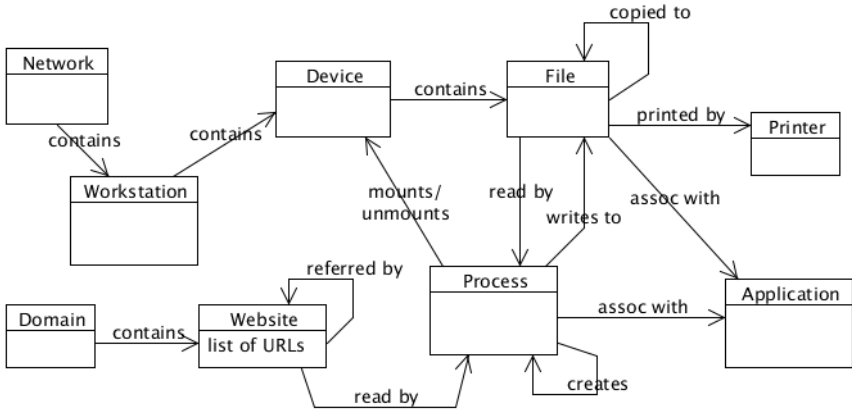 copied to
Network
Device
File
contains
contains
contains
printed by
Printer
Workstation
mounts/
unmounts
read by
writes to
assoc with
referred by
Process
Application
Domain
contains
Website
list of URLs
assoc with
read by
creates